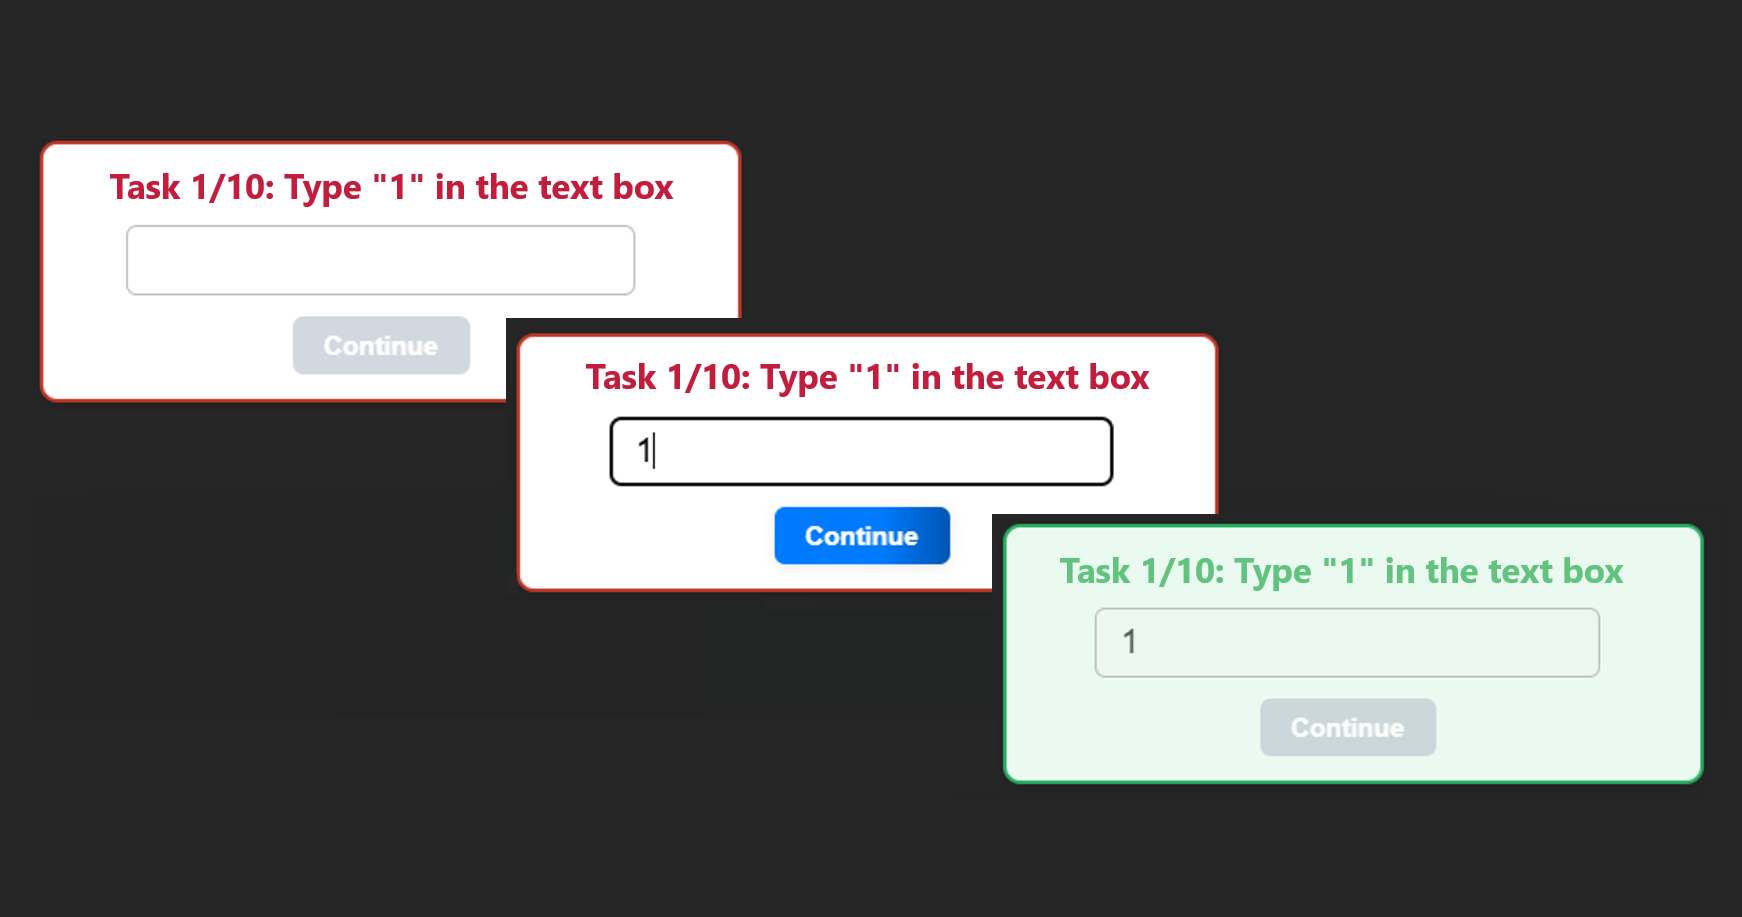 Task 1/10: Type "1" in the text box
Continue
Task 1/10: Type "1" in the text box
1
Continue
Task 1/10: Type "1" in the text box
1
Continue